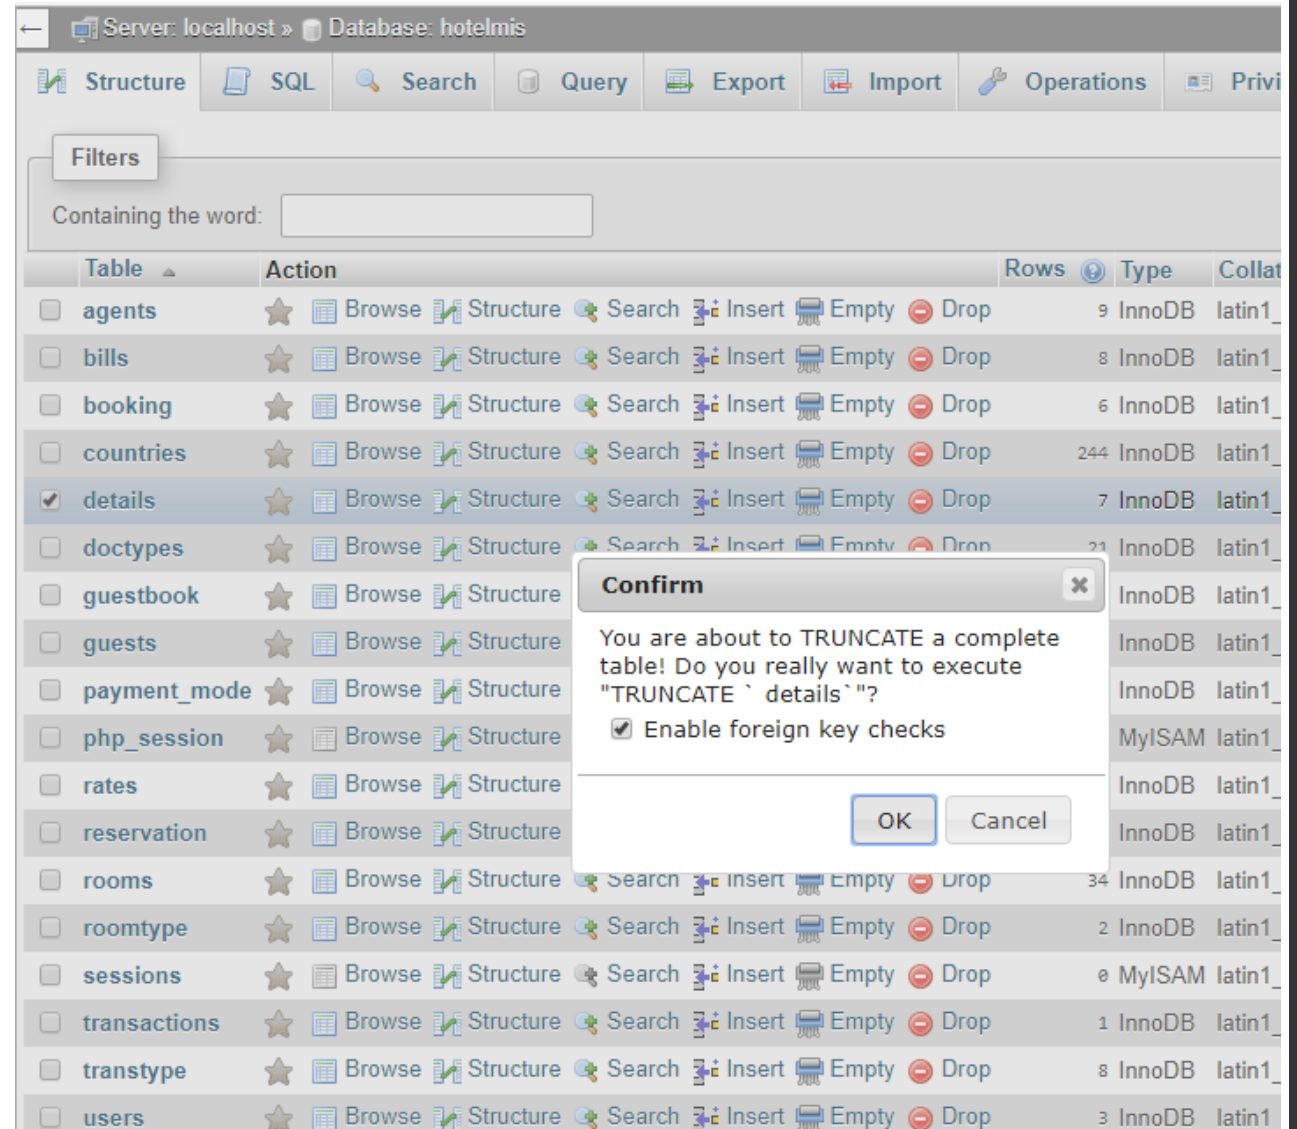 ← Server: localhost » Database: hotelmis
Structure SQL Search Query Export Import Operations Privi
Filters
Containing the word:
Table Action Rows Type Collat
agents Browse Structure Search Insert Empty Drop 9 InnoDB latin1_
bills Browse Structure Search Insert Empty Drop 8 InnoDB latin1_
booking Browse Structure Search Insert Empty Drop 6 InnoDB latin1_
countries Browse Structure Search Insert Empty Drop 244 InnoDB latin1_
details Browse Structure Search Insert Empty Drop 7 InnoDB latin1_
doctypes Browse Structure Search Insert Empty Drop 21 InnoDB latin1_
guestbook Browse Structure InnoDB latin1_
guests Browse Structure InnoDB latin1_
payment_mode Browse Structure InnoDB latin1_
php_session Browse Structure MyISAM latin1_
rates Browse Structure InnoDB latin1_
reservation Browse Structure InnoDB latin1_
Confirm
You are about to TRUNCATE a complete
table! Do you really want to execute
"TRUNCATE ` details`"?
Enable foreign key checks
OK Cancel
rooms Browse Structure Search Insert Empty Drop 34 InnoDB latin1_
roomtype Browse Structure Search Insert Empty Drop 2 InnoDB latin1_
sessions Browse Structure Search Insert Empty Drop 0 MyISAM latin1_
transactions Browse Structure Search Insert Empty Drop 1 InnoDB latin1_
transtype Browse Structure Search Insert Empty Drop 8 InnoDB latin1_
users Browse Structure Search Insert Empty Drop 3 InnoDB latin1